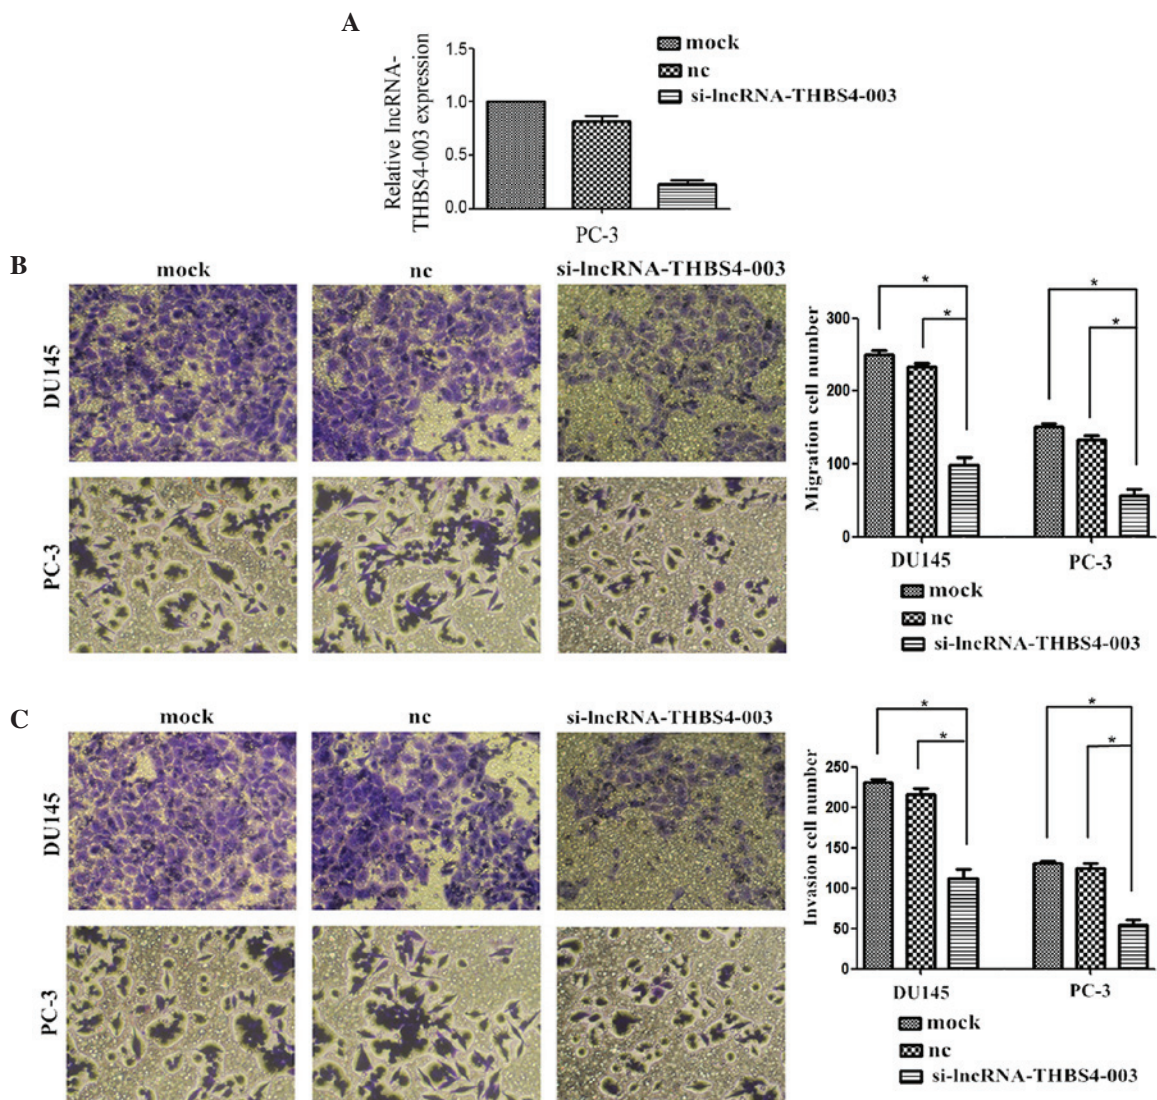 A
Relative lncRNA-
THBS4-003 expression
1.5
1.0
0.5
0.0
PC-3
mock
nc
si-lncRNA-THBS4-003
B
mock
nc
si-lncRNA-THBS4-003
DU145
PC-3
Migration cell number
300
200
100
0
*
*
*
*
DU145
PC-3
mock
nc
si-lncRNA-THBS4-003
C
mock
nc
si-lncRNA-THBS4-003
DU145
PC-3
Invasion cell number
250
200
150
100
50
0
*
*
*
*
DU145
PC-3
mock
nc
si-lncRNA-THBS4-003